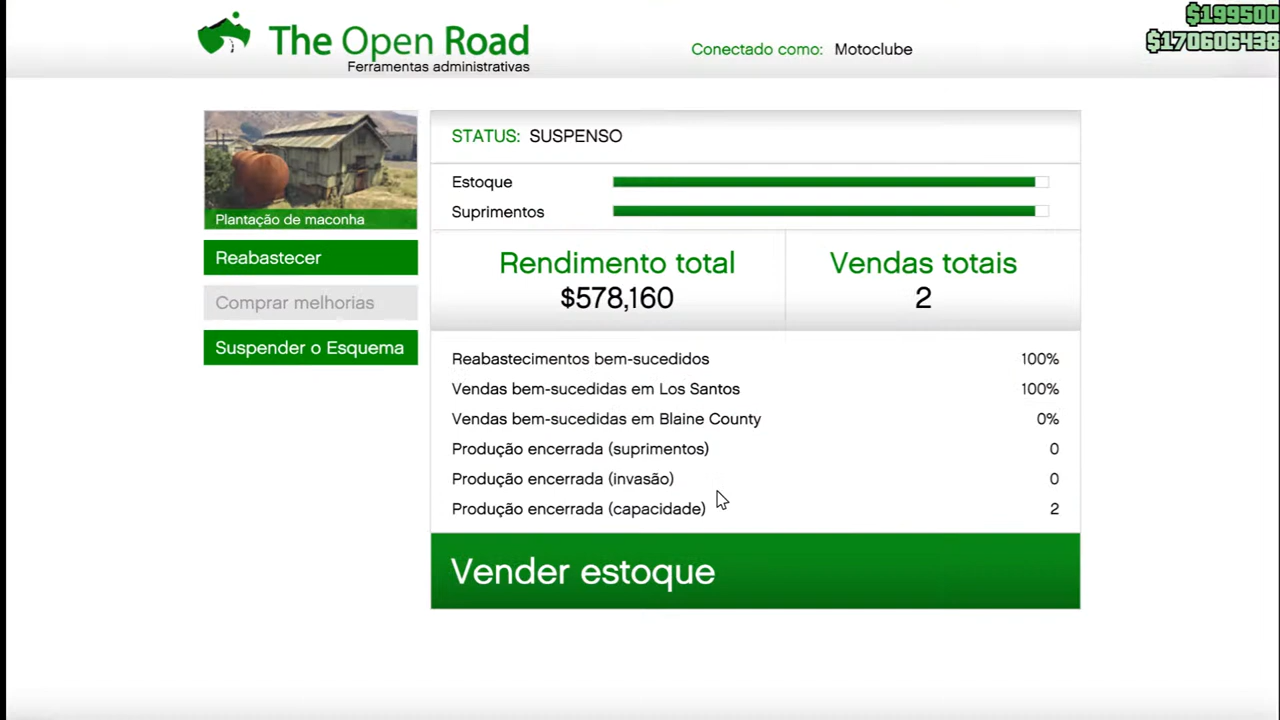 $199500
$170606438
The Open Road
Ferramentas administrativas
Conectado como: Motoclube
Plantação de maconha
Reabastecer
Comprar melhorias
Suspender o Esquema
STATUS: SUSPENSO
Estoque
Suprimentos
Rendimento total
$578,160
Vendas totais
2
Reabastecimentos bem-sucedidos 100%
Vendas bem-sucedidas em Los Santos 100%
Vendas bem-sucedidas em Blaine County 0%
Produção encerrada (suprimentos) 0
Produção encerrada (invasão) 0
Produção encerrada (capacidade) 2
Vender estoque